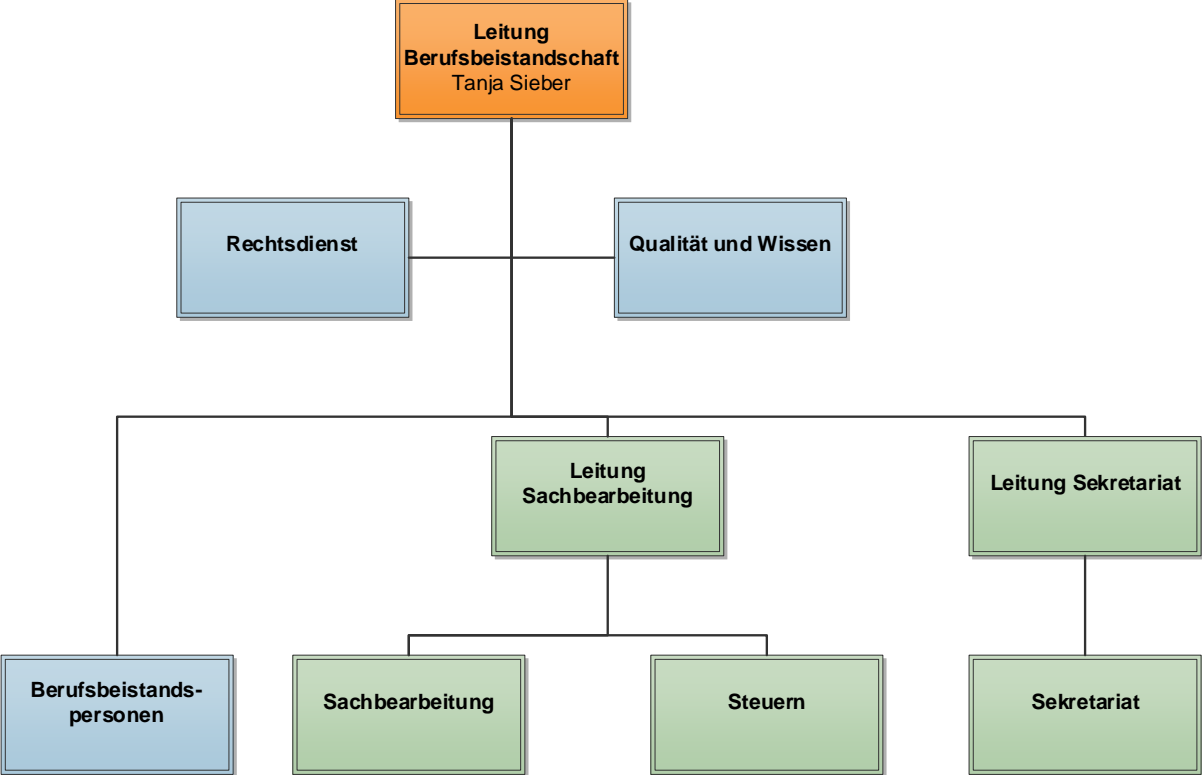 Leitung
Berufsbeistandschaft
Tanja Sieber
Rechtsdienst
Qualität und Wissen
Leitung
Sachbearbeitung
Leitung Sekretariat
Berufsbeistands-
personen
Sachbearbeitung
Steuern
Sekretariat